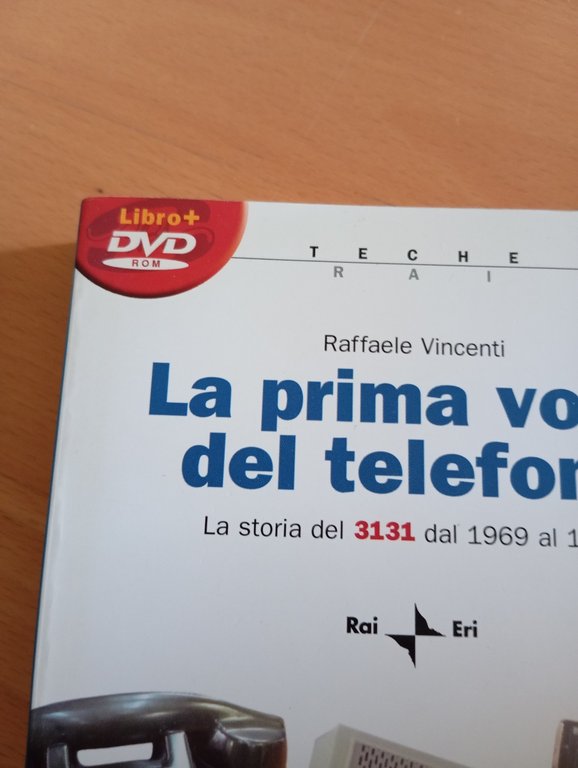 Libro+
DVD
ROM
TECHE
RAI
Raffaele Vincenti
La prima vo
del telefon
La storia del 3131 dal 1969 al 1
Rai Eri